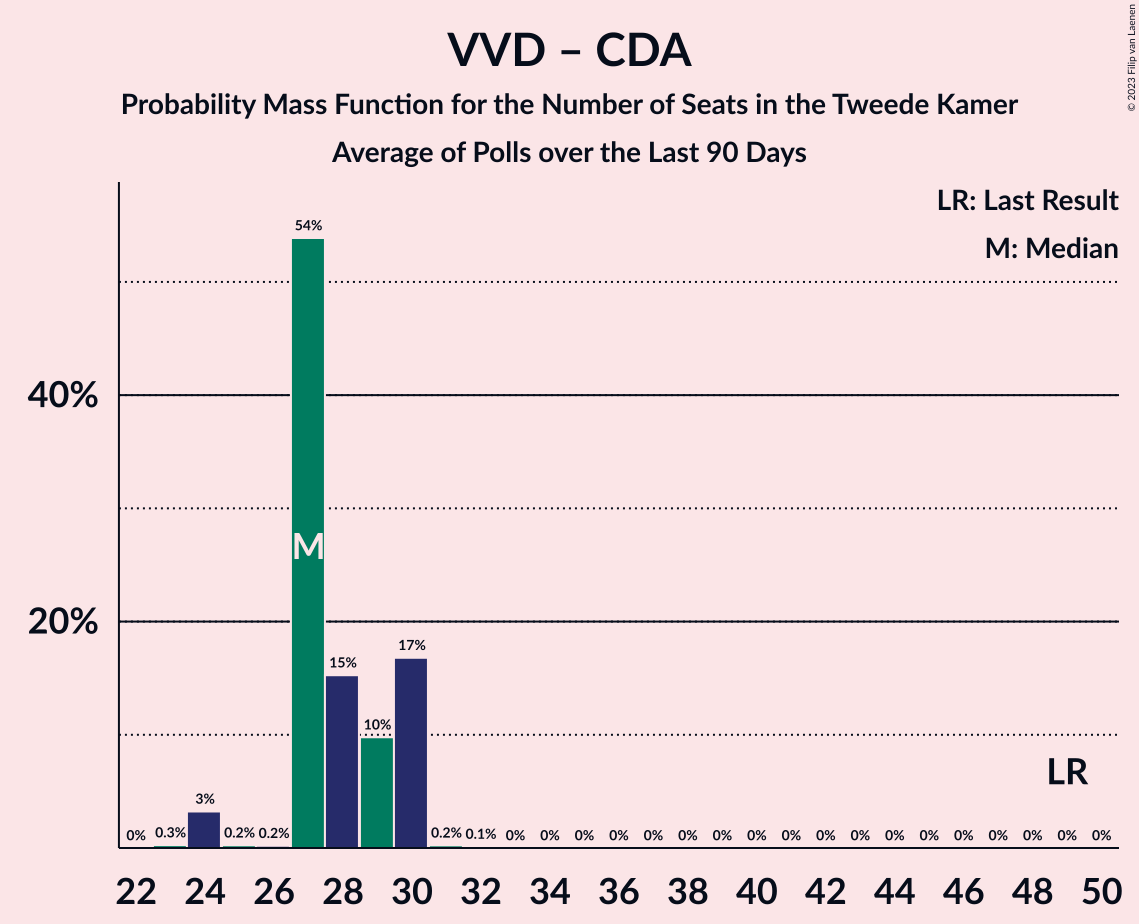 VVD – CDA
Probability Mass Function for the Number of Seats in the Tweede Kamer
Average of Polls over the Last 90 Days
© 2023 Filip van Laenen
LR: Last Result
M: Median
54%
40%
M
20%
17%
15%
10%
LR
3%
0% 0.3% 0.2% 0.2% 0.2% 0.1% 0% 0% 0% 0% 0% 0% 0% 0% 0% 0% 0% 0% 0% 0% 0% 0% 0% 0%
22 24 26 28 30 32 34 36 38 40 42 44 46 48 50